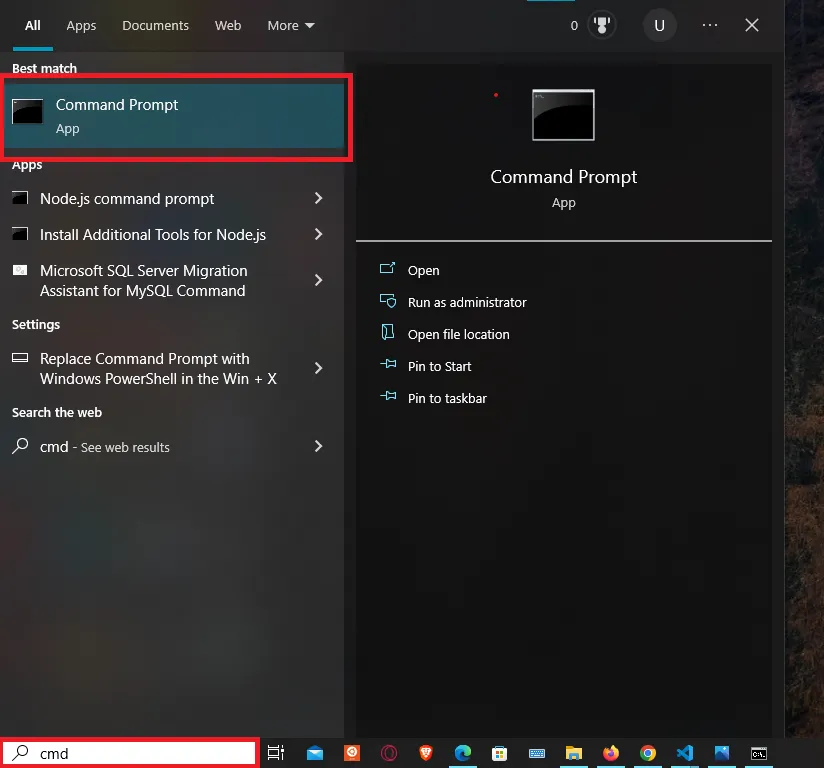 All Apps Documents Web More 0 U
Best match
Command Prompt
App
Apps
Node.js command prompt
Install Additional Tools for Node.js
Microsoft SQL Server Migration
Assistant for MySQL Command
Settings
Replace Command Prompt with
Windows PowerShell in the Win + X
Search the web
cmd - See web results
Command Prompt
App
Open
Run as administrator
Open file location
Pin to Start
Pin to taskbar
cmd